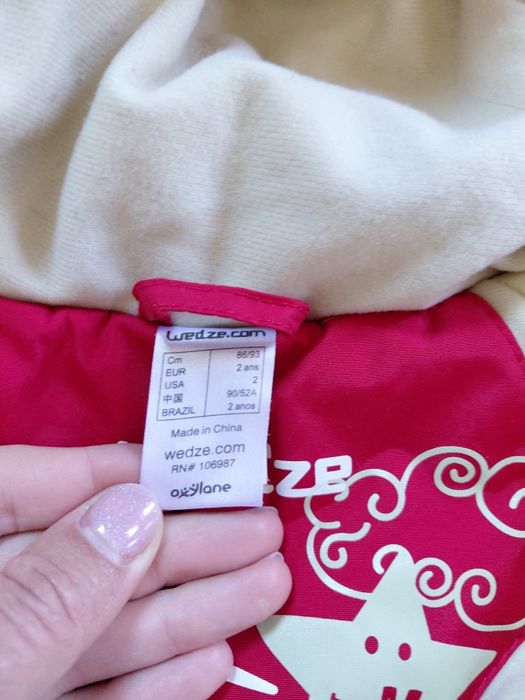 wedze.com
Cm 86/93
EUR 2 ans
USA 2
中国 90/52A
BRAZIL 2 anos
Made in China
wedze.com
RN# 106987
oxylane
ze